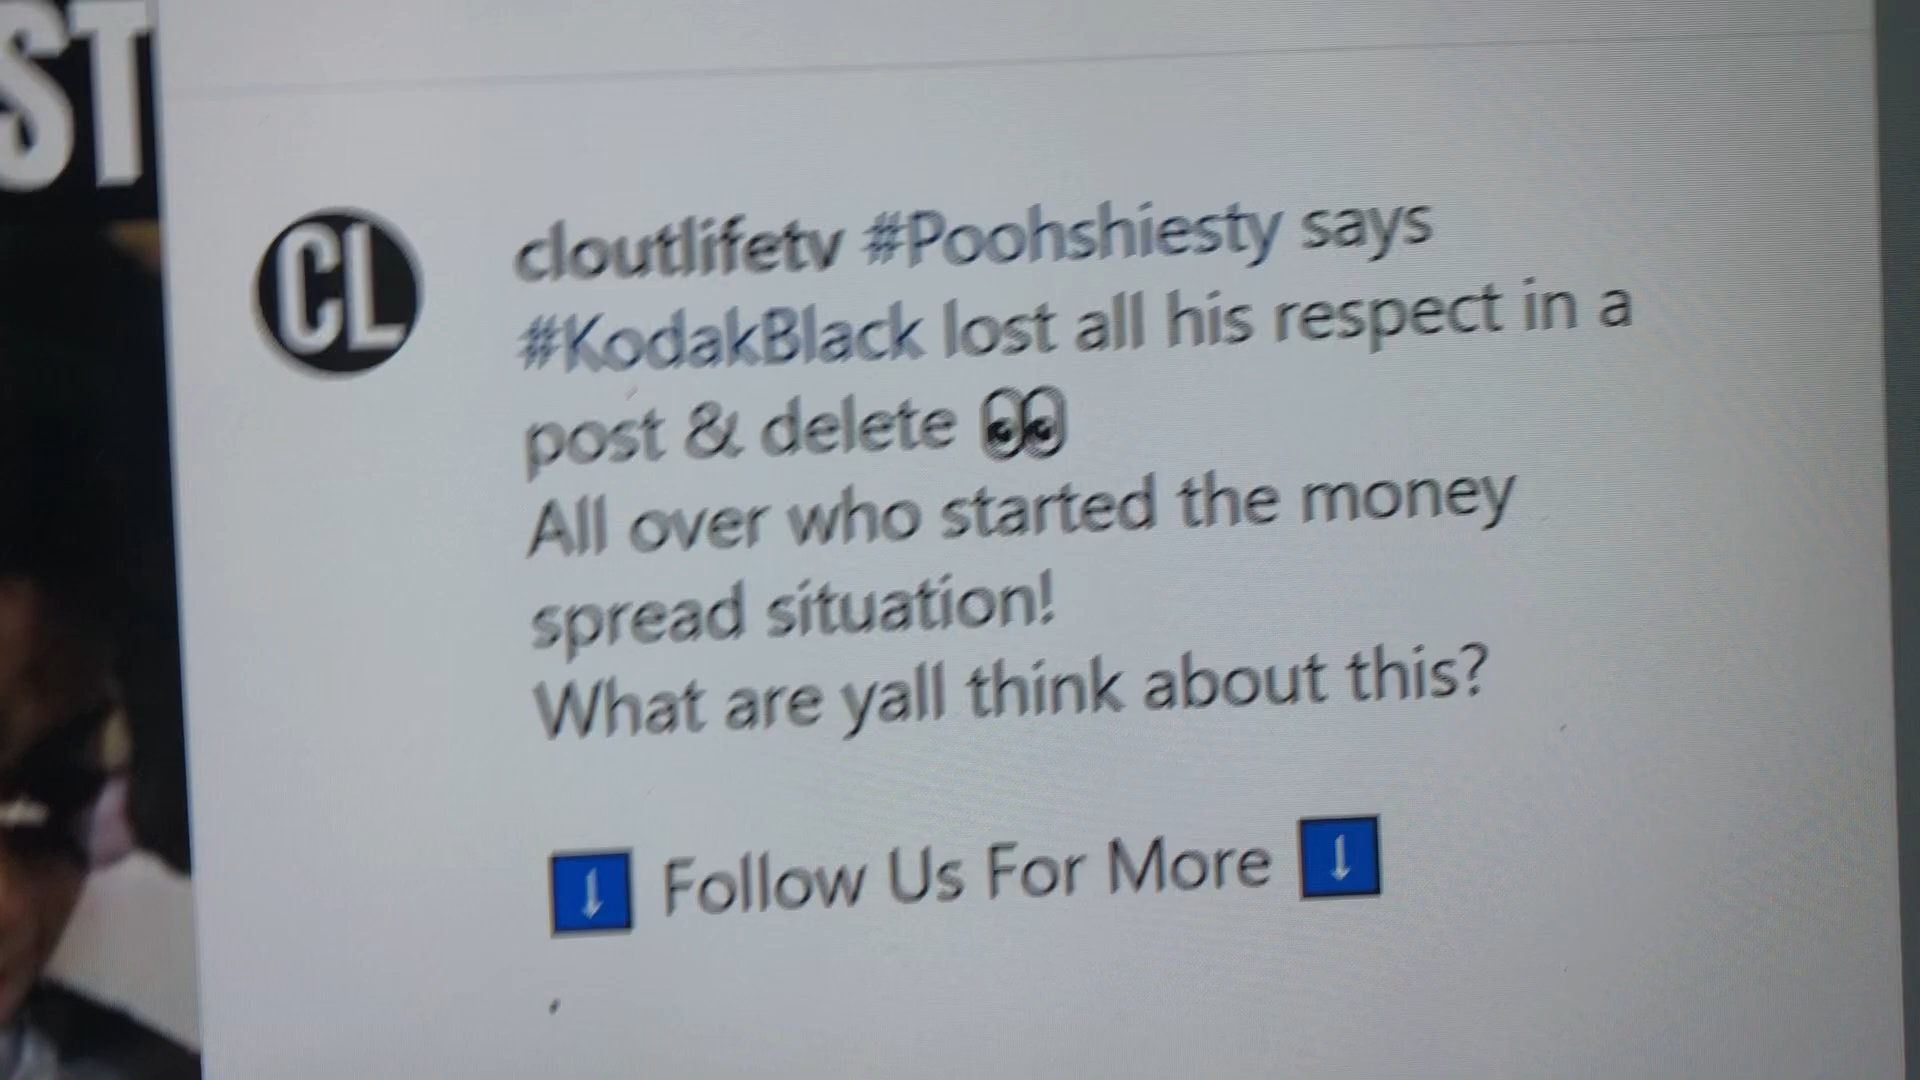 ST
CL
cloutlifetv #Poohshiesty says
#KodakBlack lost all his respect in a
post & delete 👀
All over who started the money
spread situation!
What are yall think about this?
⬇️ Follow Us For More ⬇️
.